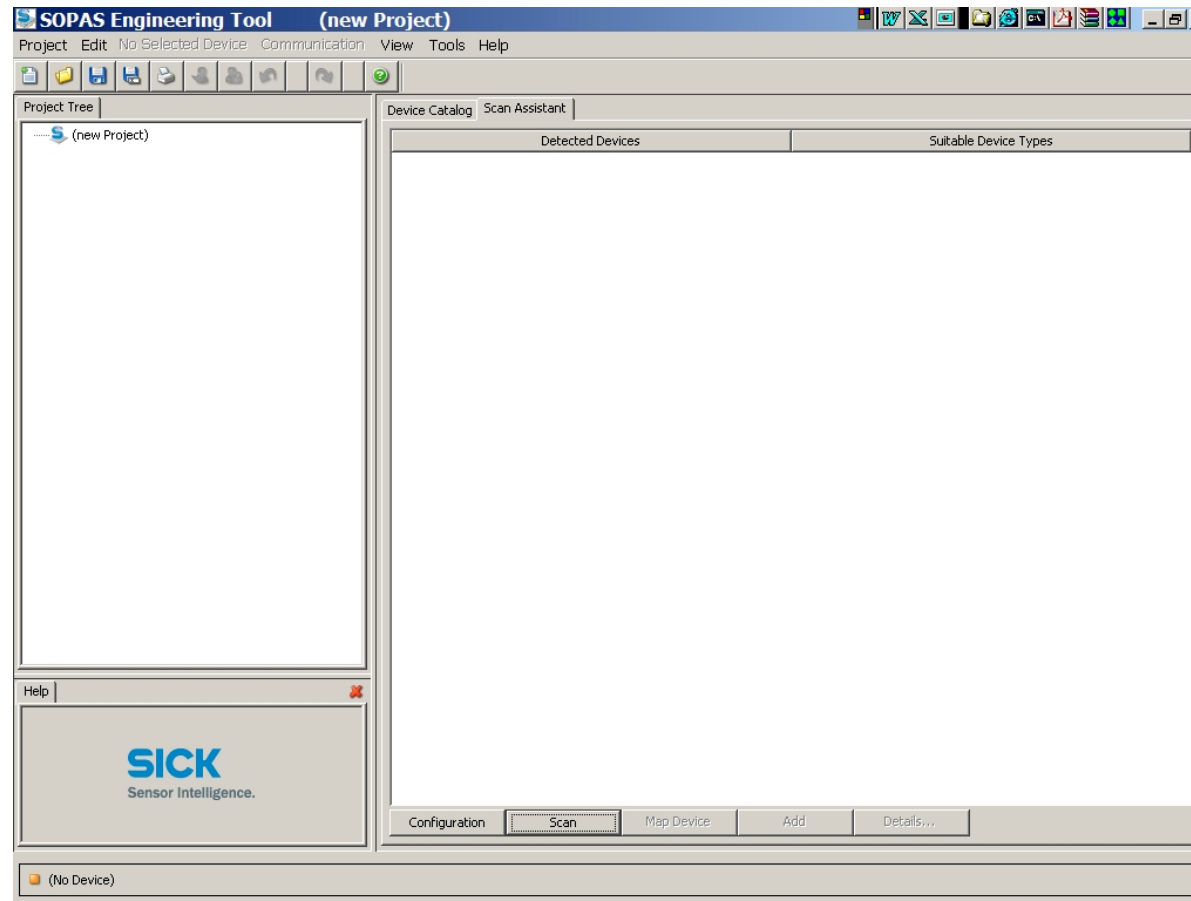 SOPAS Engineering Tool (new Project)
Project Edit No Selected Device Communication View Tools Help
Project Tree
(new Project)
Device Catalog Scan Assistant
Detected Devices Suitable Device Types
Help
SICK
Sensor Intelligence.
Configuration Scan Map Device Add Details...
(No Device)